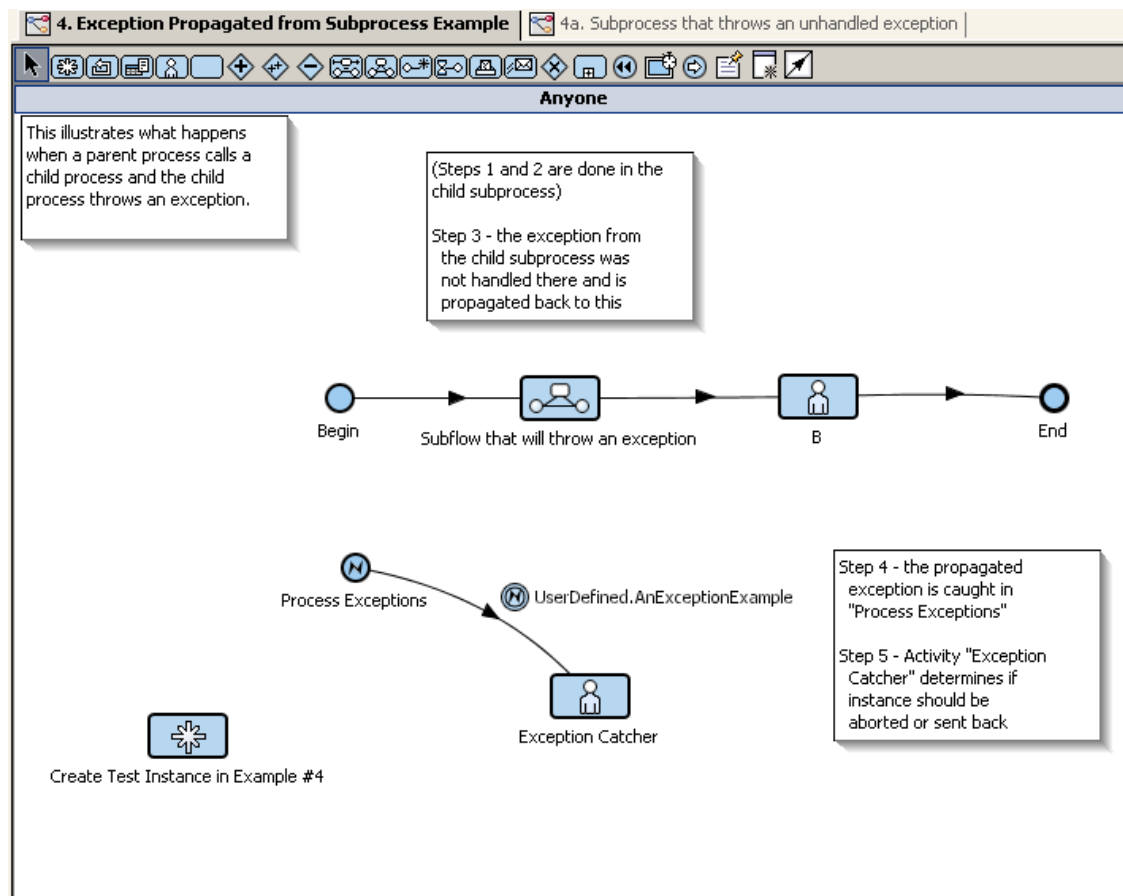 4. Exception Propagated from Subprocess Example
4a. Subprocess that throws an unhandled exception
Anyone
This illustrates what happens
when a parent process calls a
child process and the child
process throws an exception.
(Steps 1 and 2 are done in the
child subprocess)
Step 3 - the exception from
the child subprocess was
not handled there and is
propagated back to this
Begin
Subflow that will throw an exception
B
End
Process Exceptions
UserDefined.AnExceptionExample
Exception Catcher
Step 4 - the propagated
exception is caught in
"Process Exceptions"
Step 5 - Activity "Exception
Catcher" determines if
instance should be
aborted or sent back
Create Test Instance in Example #4